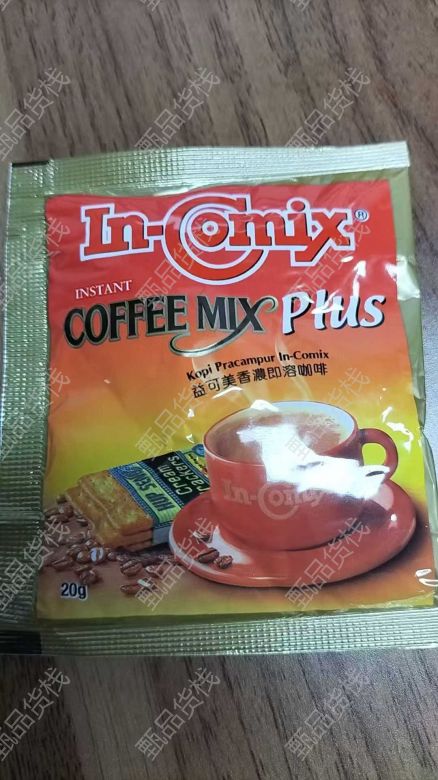 In-Comix®
INSTANT
COFFEE MIX Plus
Kopi Pracampur In-Comix
益可美香濃即溶咖啡
In-Comix
Cream
Crackers
20g
甄品货栈